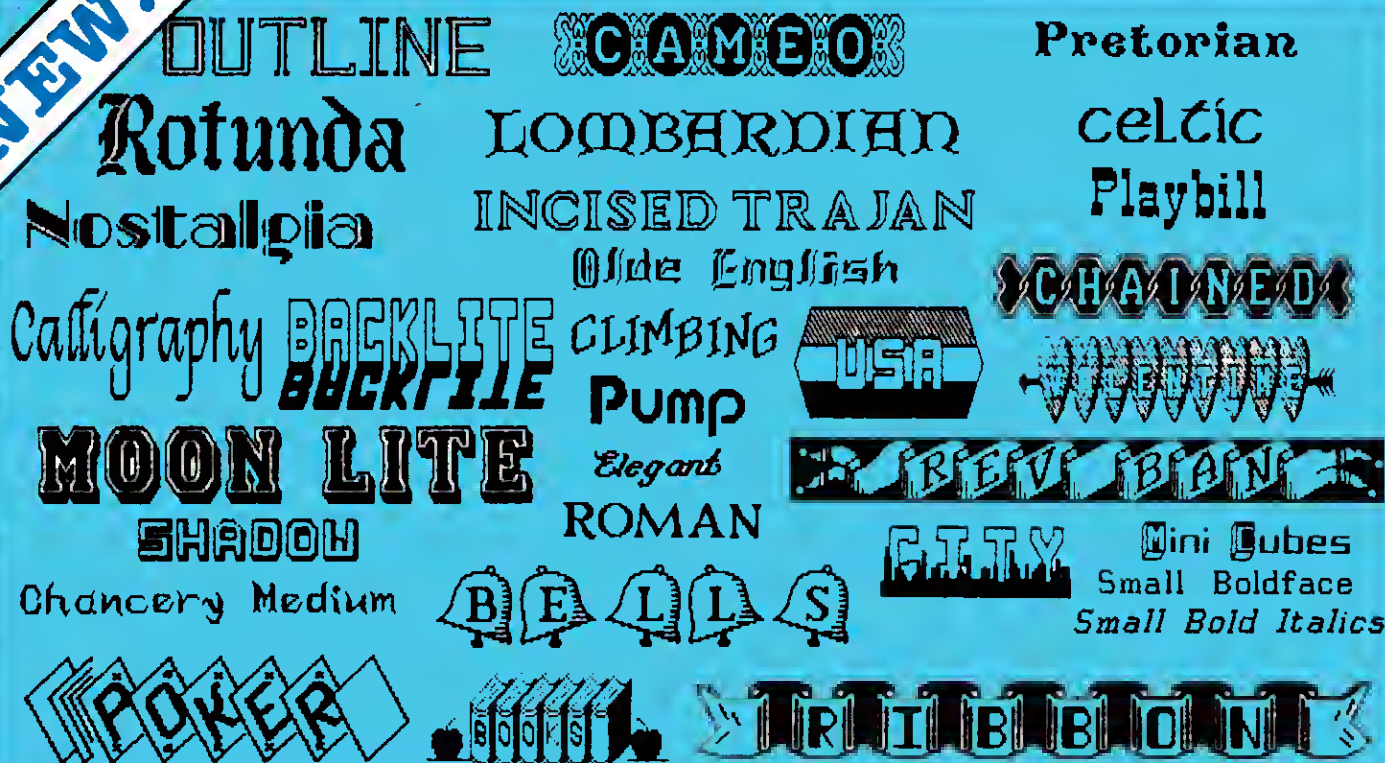 NEW!
OUTLINE
CAMEO
Pretorian
Rotunda
LOMBARDIAN
Celtic
Nostalgia
INCISED TRAJAN
Playbill
Olde English
CHAINED
Calligraphy
BACKLITE
CLIMBING
USA
VALENTINE
Pump
MOON LITE
Elegant
REV BAN
SHADOW
ROMAN
CITY
Mini Cubes
Chancery Medium
BELLS
Small Boldface
Small Bold Italics
POKER
BOOKS
RIBBON